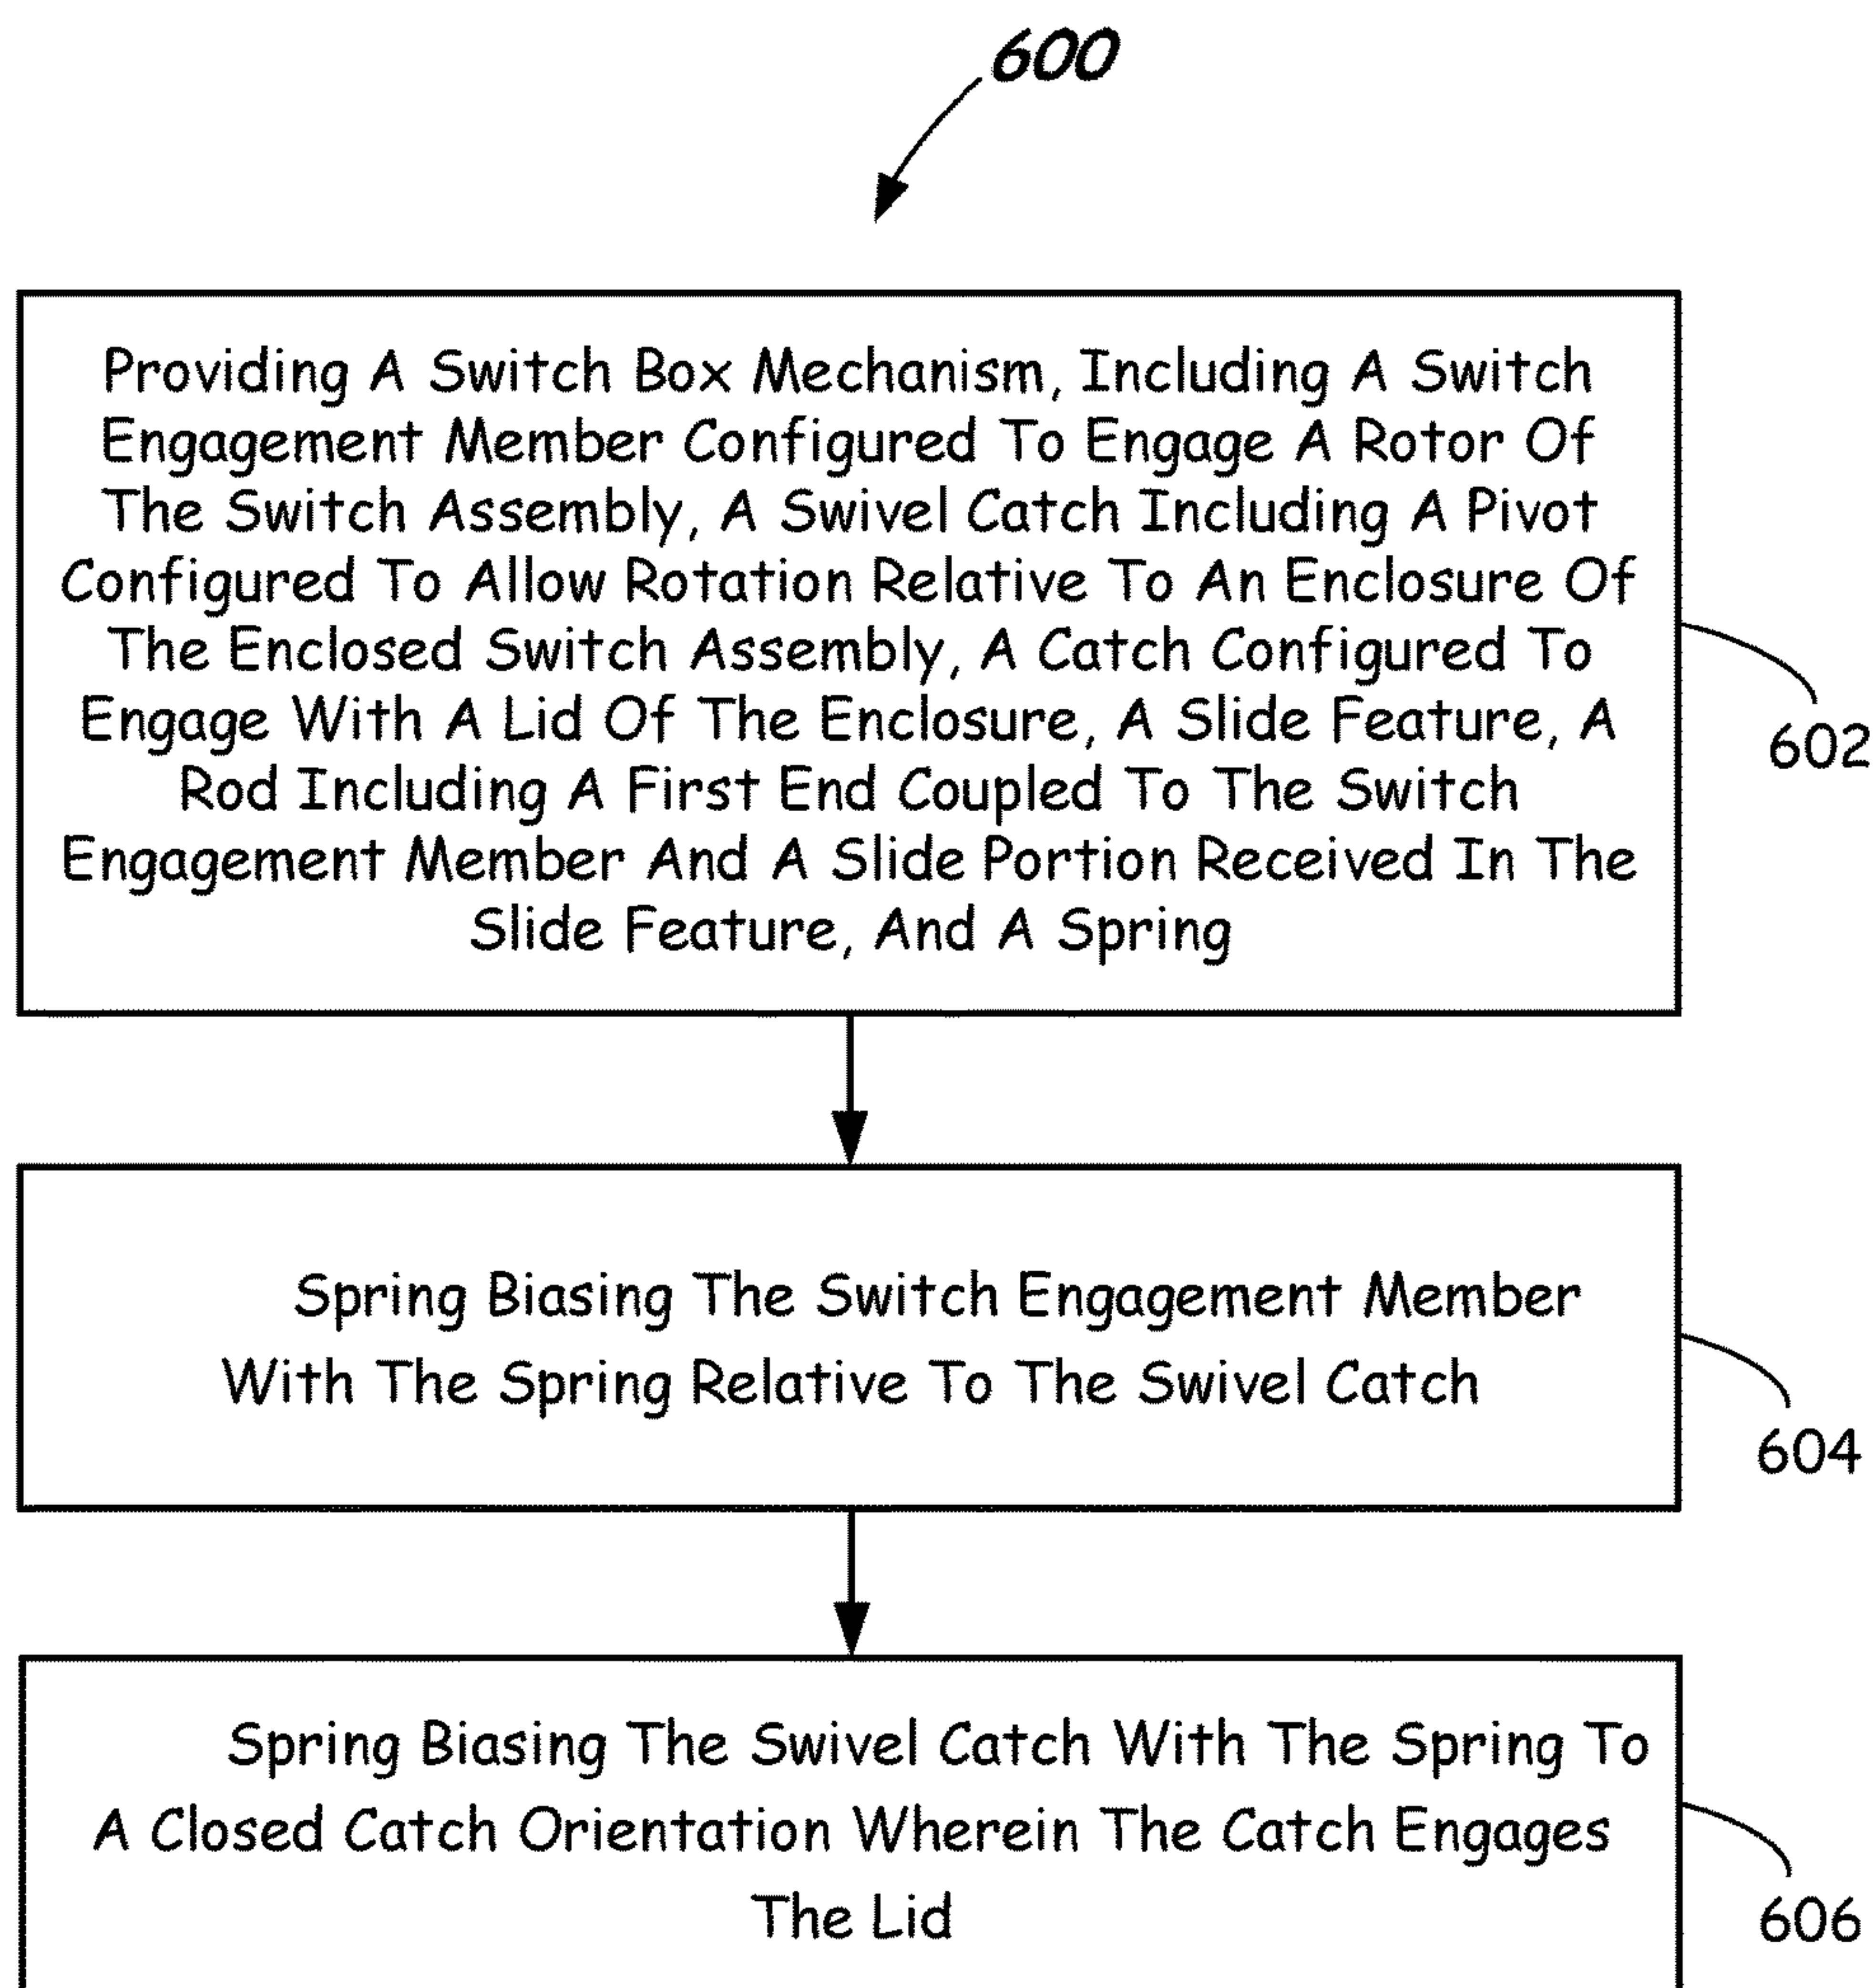 600
Providing A Switch Box Mechanism, Including A Switch
Engagement Member Configured To Engage A Rotor Of
The Switch Assembly, A Swivel Catch Including A Pivot
Configured To Allow Rotation Relative To An Enclosure Of
The Enclosed Switch Assembly, A Catch Configured To
Engage With A Lid Of The Enclosure, A Slide Feature, A
Rod Including A First End Coupled To The Switch
Engagement Member And A Slide Portion Received In The
Slide Feature, And A Spring
602
Spring Biasing The Switch Engagement Member
With The Spring Relative To The Swivel Catch
604
Spring Biasing The Swivel Catch With The Spring To
A Closed Catch Orientation Wherein The Catch Engages
The Lid
606